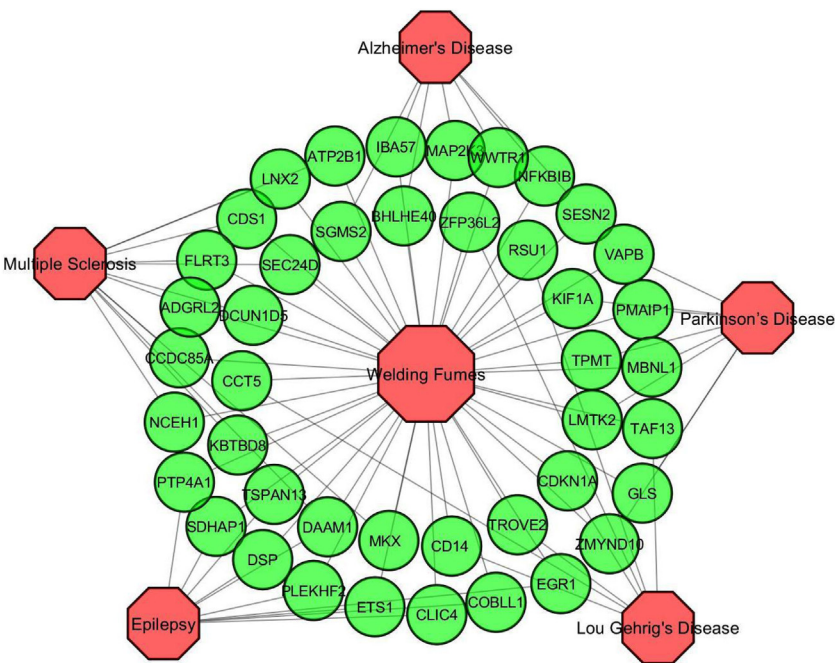 Alzheimer's Disease
IBA57
MAP2K3
ATP2B1
WWTR1
NFKBIB
LNX2
CDS1
SGMS2
BHLHE40
ZFP36L2
SESN2
RSU1
VAPB
Multiple Sclerosis
FLRT3
SEC24D
KIF1A
ADGRL2
DCUN1D5
PMAIP1
Parkinson's Disease
CCDC85A
CCT5
Welding Fumes
TPMT
MBNL1
NCEH1
KBTBD8
LMTK2
TAF13
PTP4A1
TSPAN13
CDKN1A
GLS
SDHAP1
DAAM1
MKX
CD14
TROVE2
ZMYND10
DSP
PLEKHF2
ETS1
CLIC4
COBLL1
EGR1
Epilepsy
Lou Gehrig's Disease